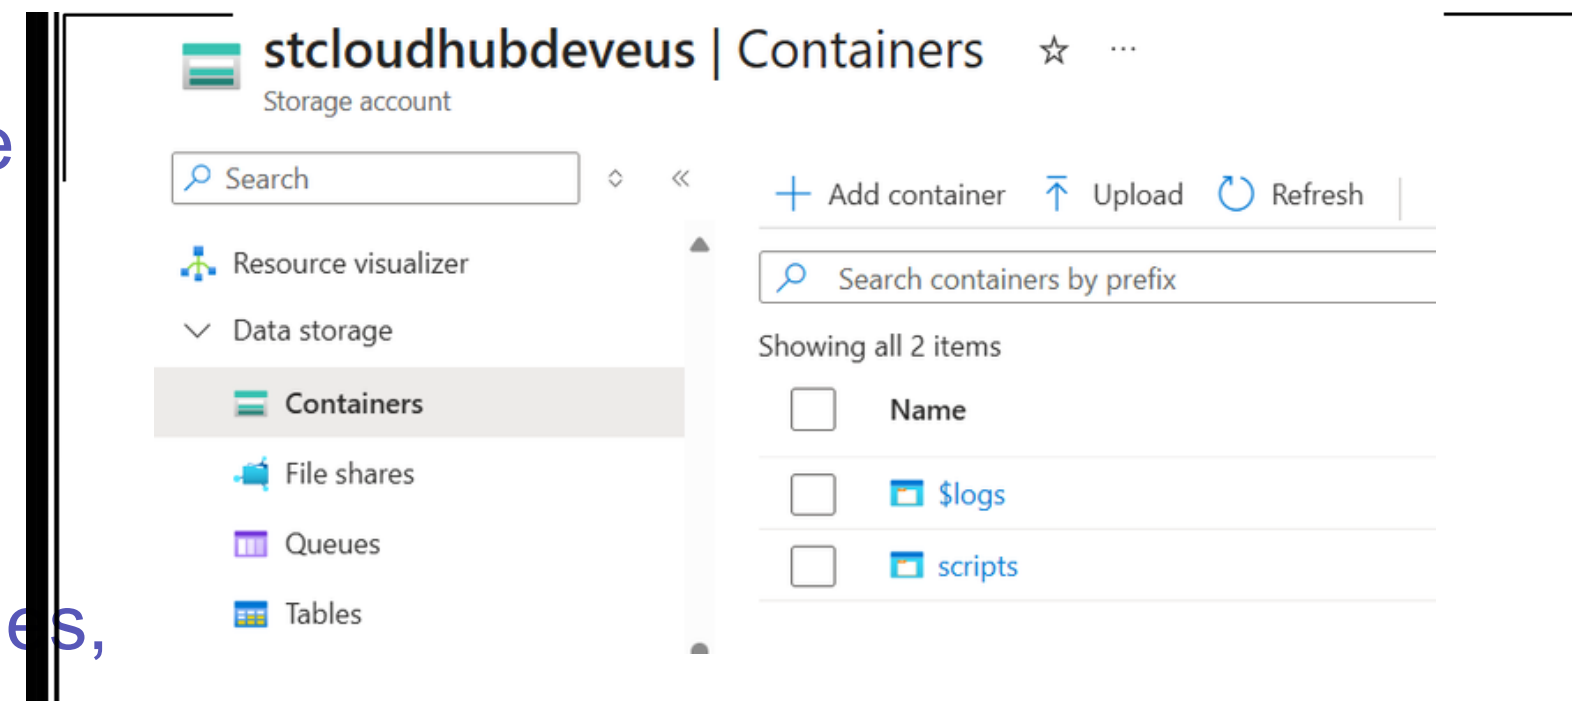 stcloudhubdeveus | Containers
Storage account
Search
Add container Upload Refresh
Resource visualizer
Search containers by prefix
Data storage
Showing all 2 items
Containers
Name
File shares
$logs
Queues
scripts
Tables